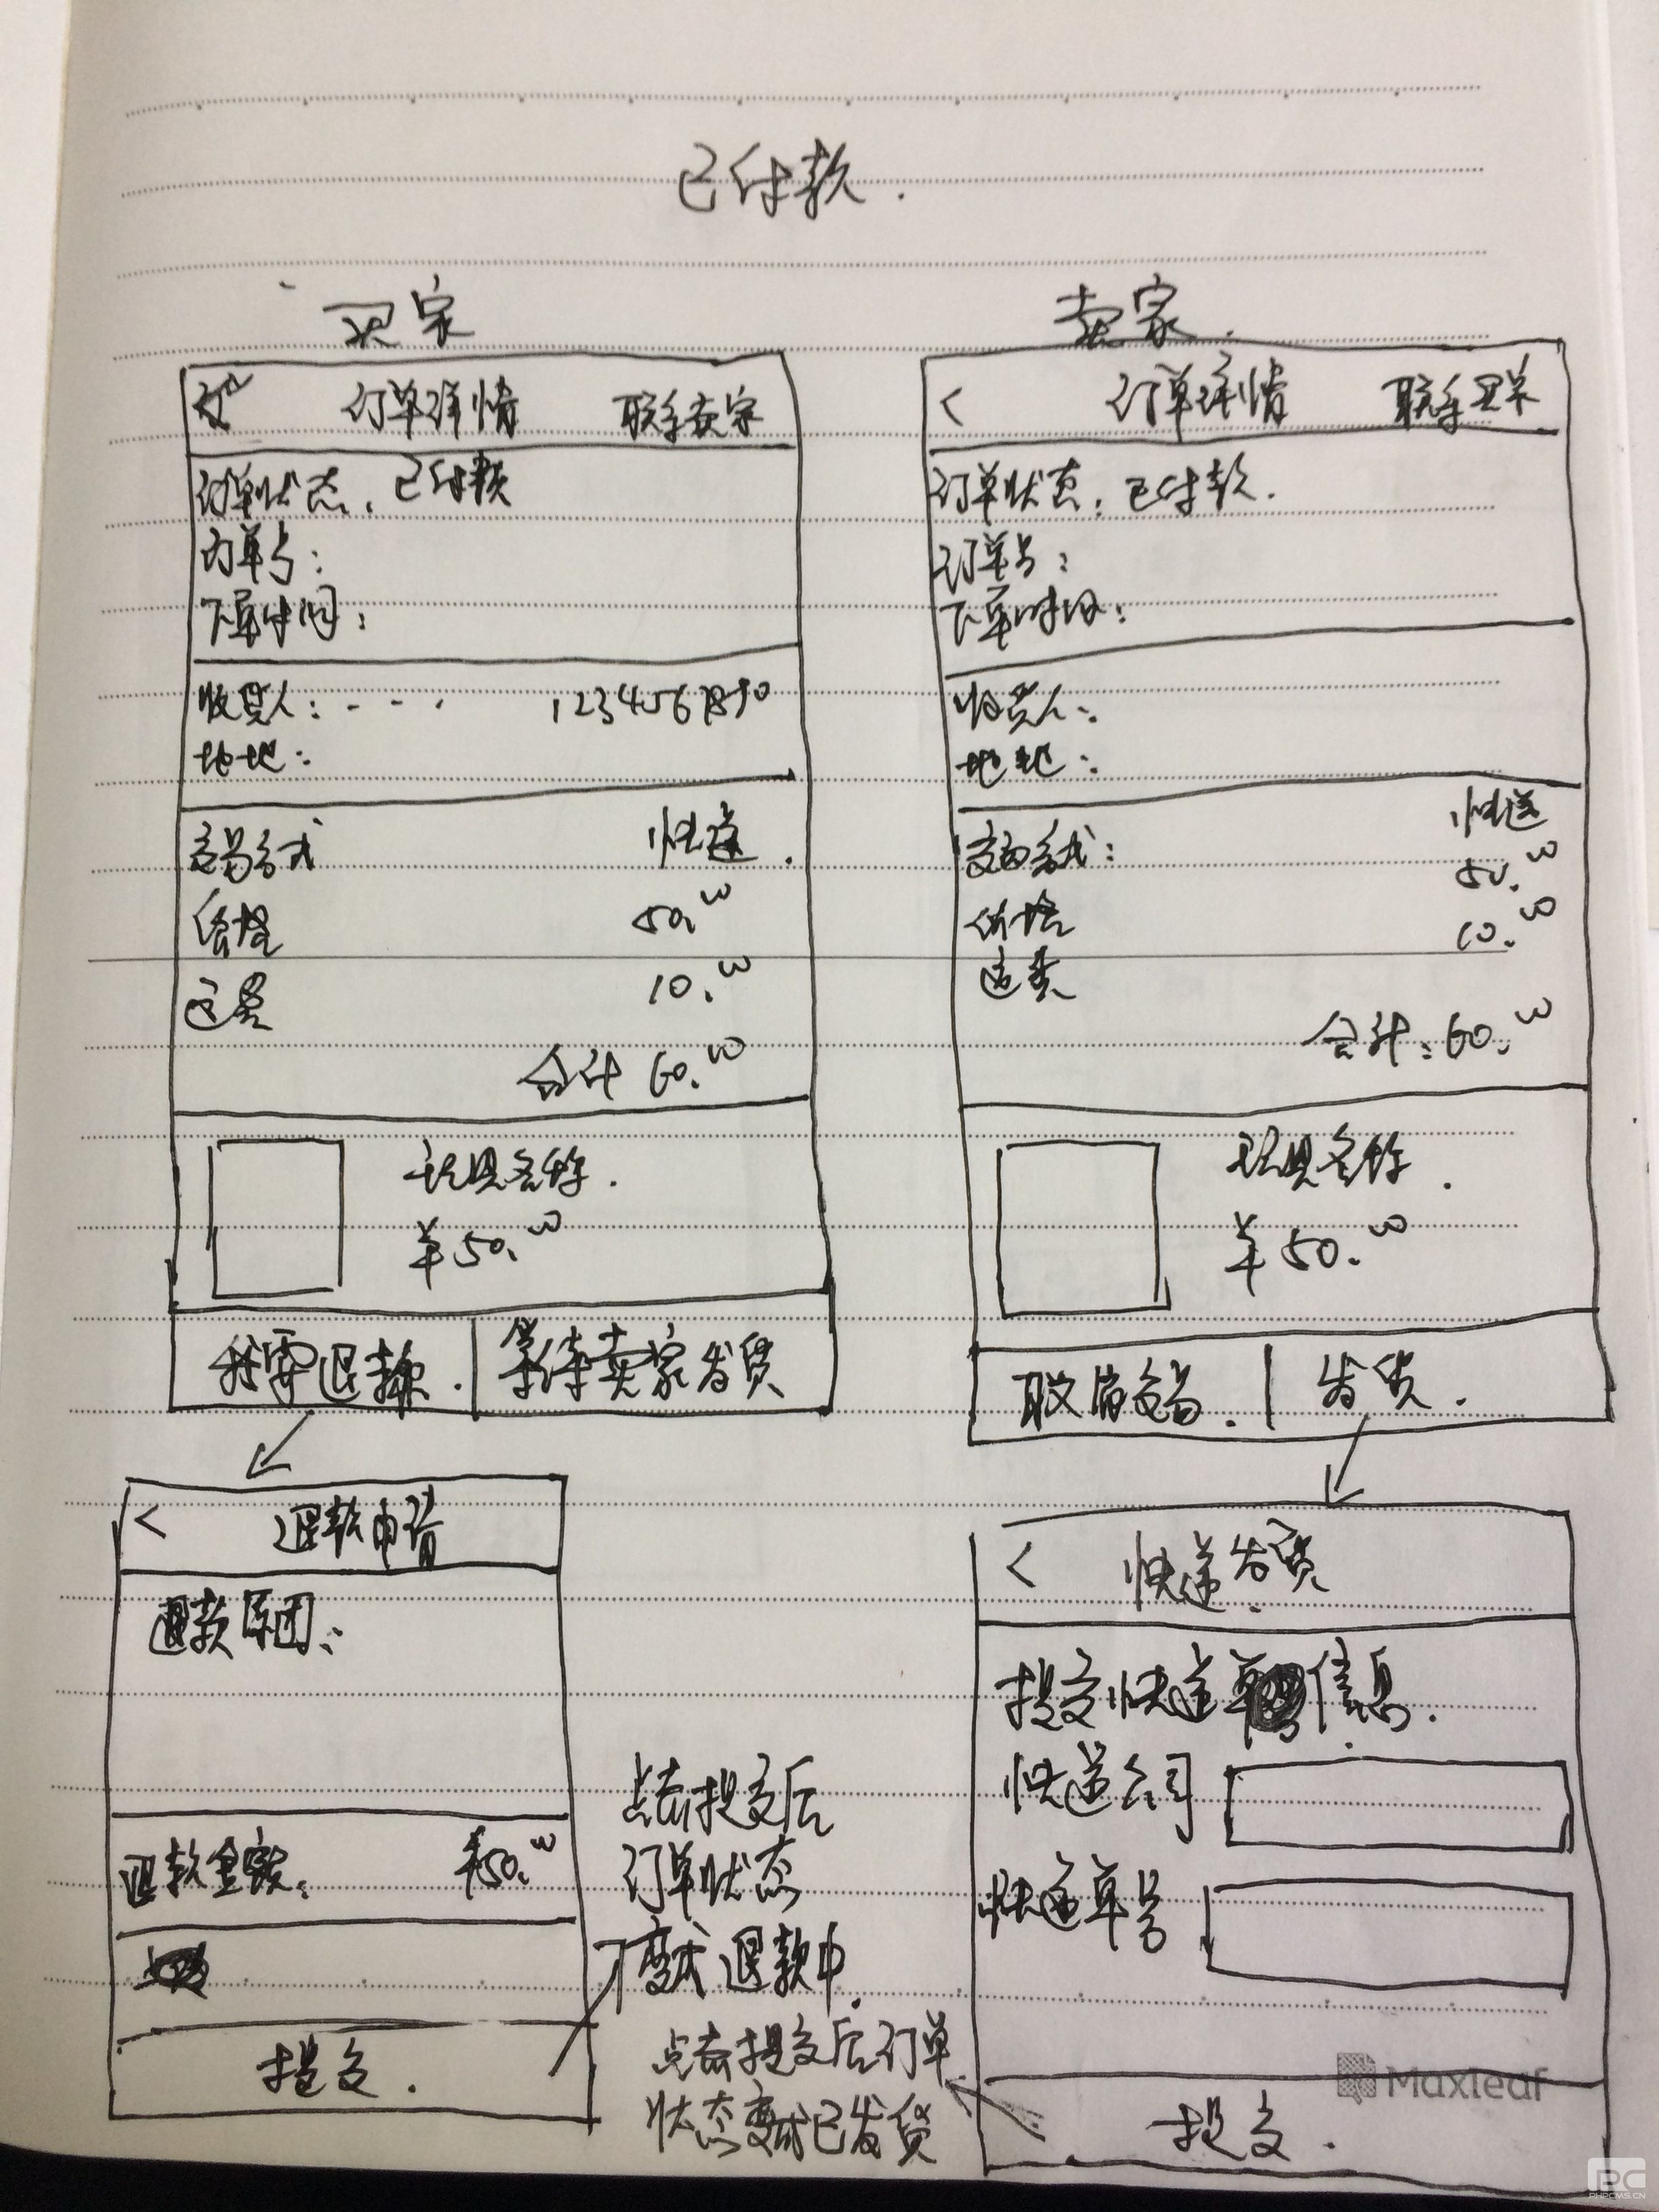 已付款.
买家
订单详情 联系卖家
订单状态: 已付款
订单号:
下单时间:
收货人: - - . 1234567890
地址:
交易方式 快递.
价格 50.00
运费 10.00
合计 60.00
玩具名称.
¥50.00
我要退款. 等待卖家发货
< 退款申请
退款原因:
退款金额: ¥50.00
提交.
点击提交后
订单状态
变成退款中.
卖家.
< 订单详情 联系买家
订单状态: 已付款.
订单号:
下单时间:
收货人:
地址:
交易方式: 快递
价格 50.00
运费 10.00
合计: 60.00
玩具名称.
¥50.00
取消交易. 发货.
< 快递发货
提交快递单信息.
快递公司
快递单号
提交.
点击提交后订单
状态变成已发货
Maxleaf
PHPCMS.CN